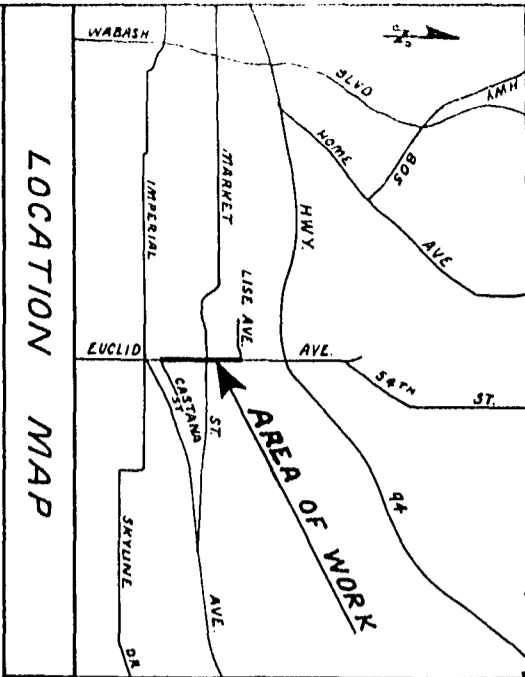 WABASH
BLVD
HWY
805
HOME
AVE
MARKET
IMPERIAL
HWY.
LISE AVE.
EUCLID
AVE.
54TH
ST.
CASTANA
ST
ST.
AREA OF WORK
94
SKYLINE
DR
AVE.
LOCATION MAP